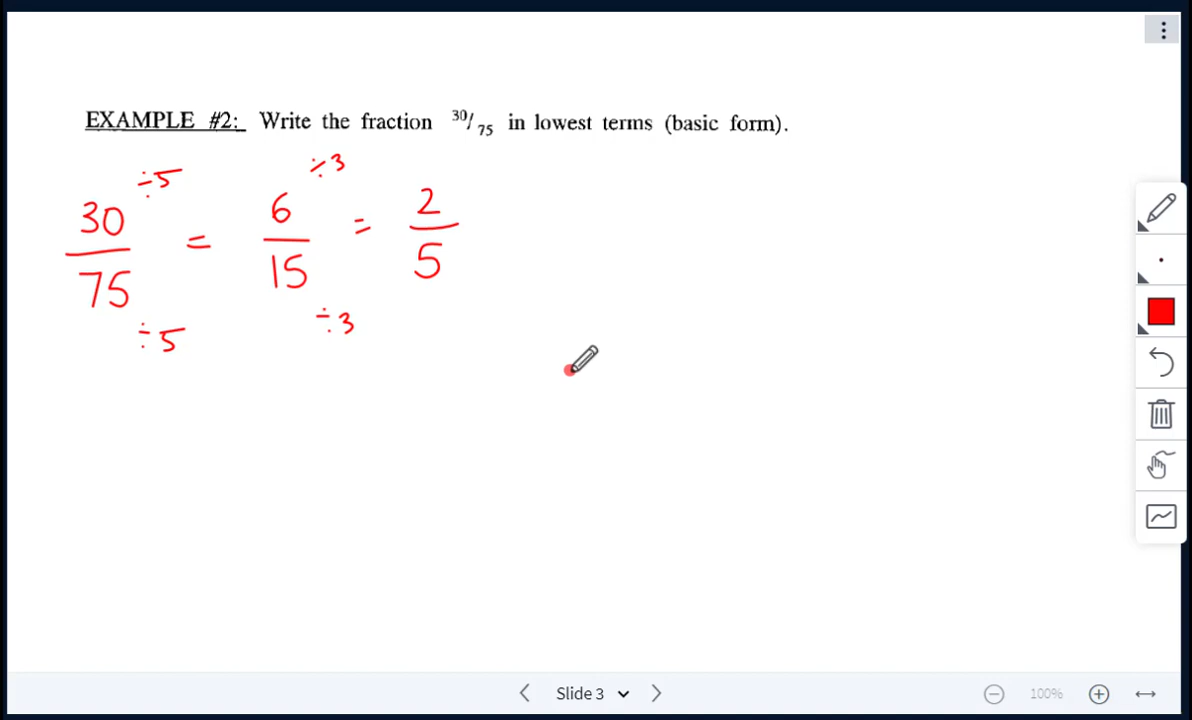 EXAMPLE #2: Write the fraction 30/75 in lowest terms (basic form).
÷5 ÷3
30/75 = 6/15 = 2/5
÷5 ÷3
Slide 3
100%